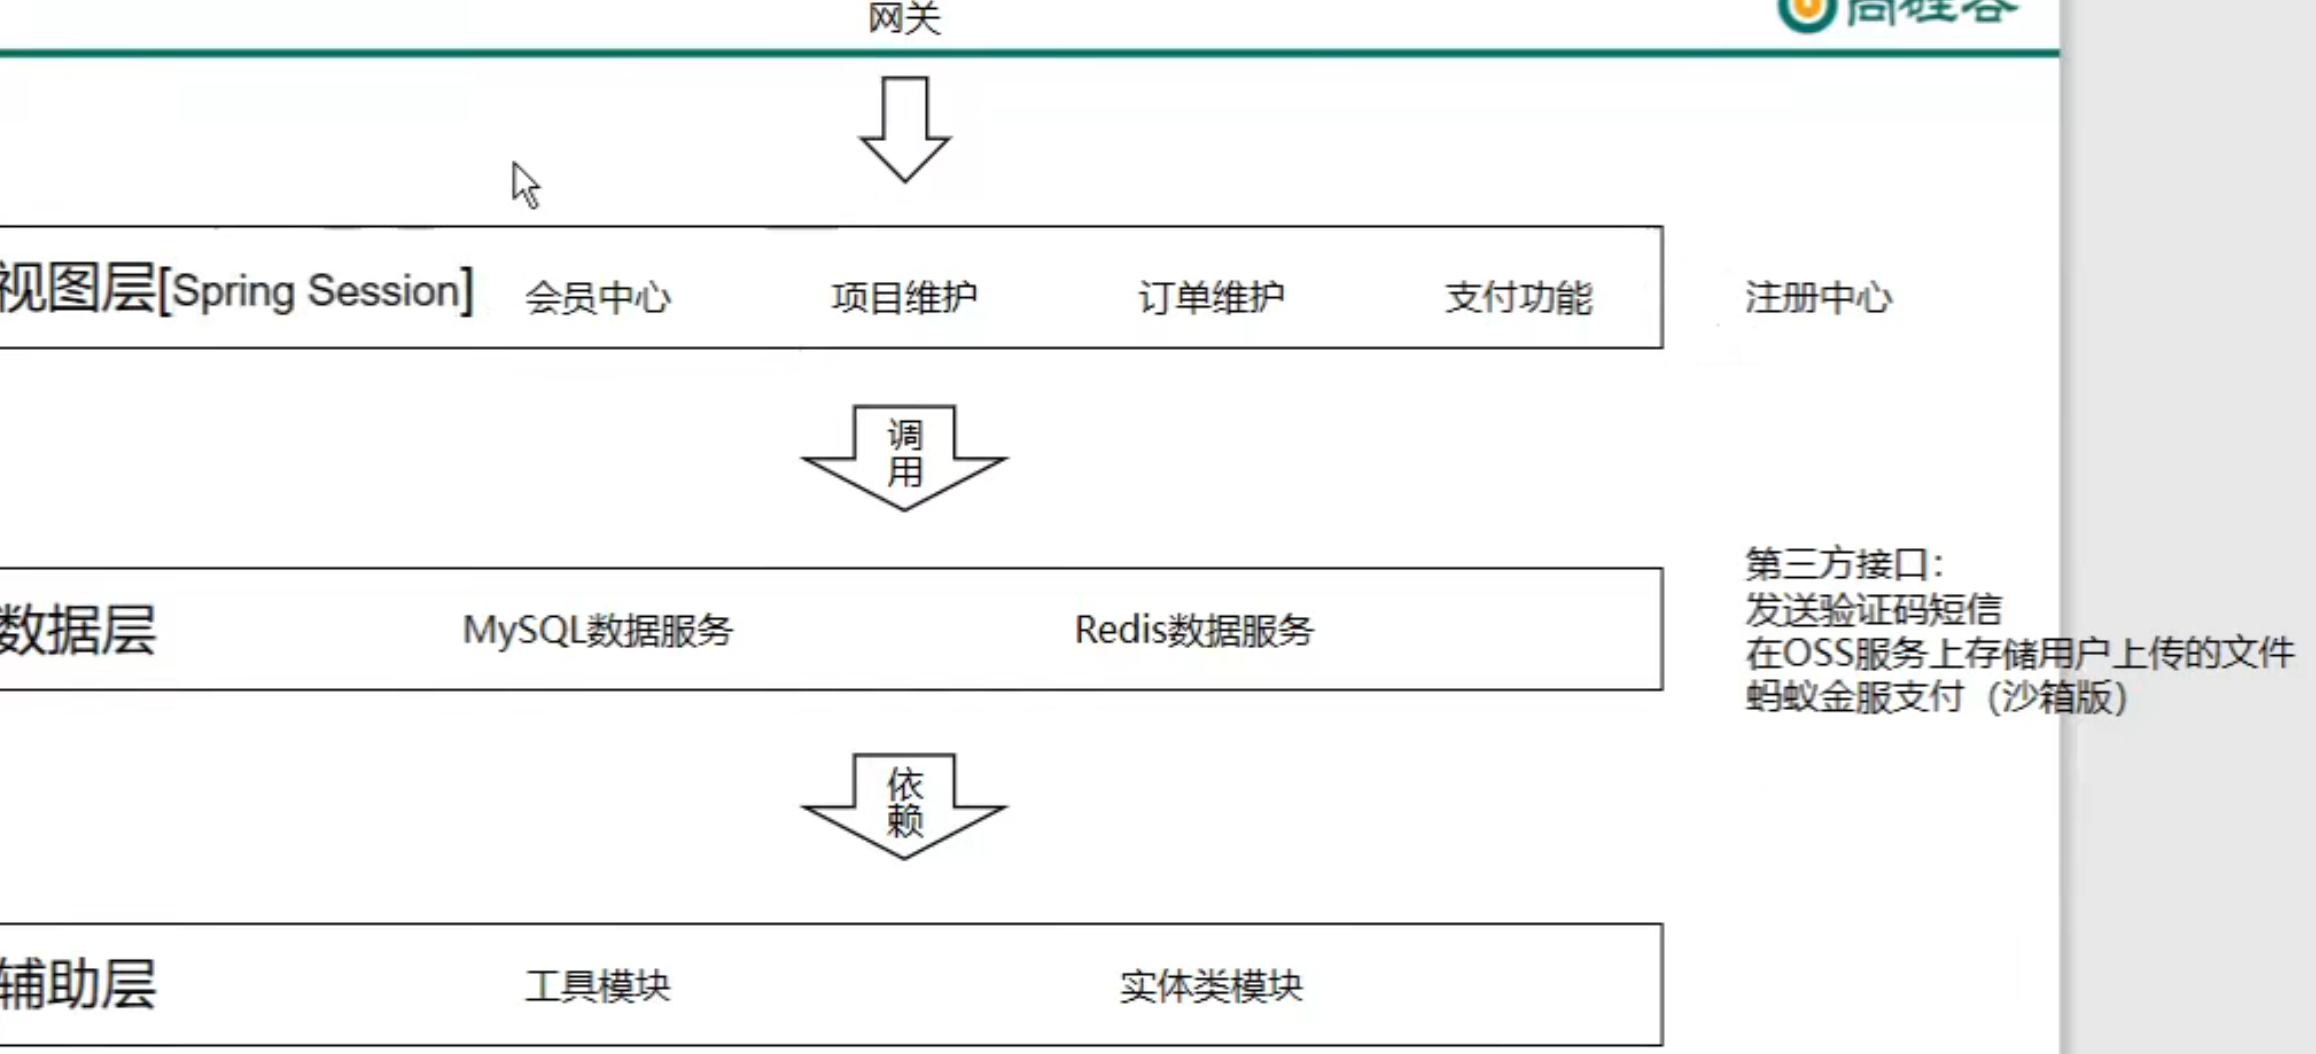 网关
尚硅谷
视图层[Spring Session] 会员中心 项目维护 订单维护 支付功能 注册中心
调
用
数据层 MySQL数据服务 Redis数据服务
第三方接口：
发送验证码短信
在OSS服务上存储用户上传的文件
蚂蚁金服支付（沙箱版）
依
赖
辅助层 工具模块 实体类模块